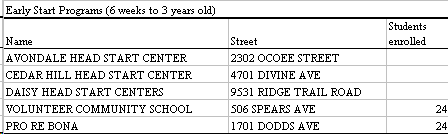 Early Start Programs (6 weeks to 3 years old)
Students
Name Street enrolled
AVONDALE HEAD START CENTER 2302 OCOEE STREET
CEDAR HILL HEAD START CENTER 4701 DIVINE AVE
DAISY HEAD START CENTERS 9531 RIDGE TRAIL ROAD
VOLUNTEER COMMUNITY SCHOOL 506 SPEARS AVE 24
PRO RE BONA 1701 DODDS AVE 24